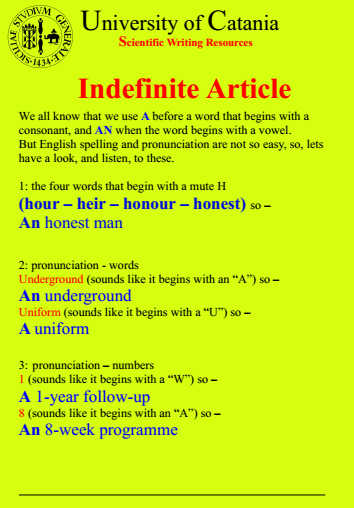 SICILIAE STVDIVM GENERALE
1434
University of Catania
Scientific Writing Resources
Indefinite Article
We all know that we use A before a word that begins with a
consonant, and AN when the word begins with a vowel.
But English spelling and pronunciation are not so easy, so, lets
have a look, and listen, to these.
1: the four words that begin with a mute H
(hour – heir – honour – honest) so –
An honest man
2: pronunciation - words
Underground (sounds like it begins with an “A”) so –
An underground
Uniform (sounds like it begins with a “U”) so –
A uniform
3: pronunciation – numbers
1 (sounds like it begins with a “W”) so –
A 1-year follow-up
8 (sounds like it begins with an “A”) so –
An 8-week programme